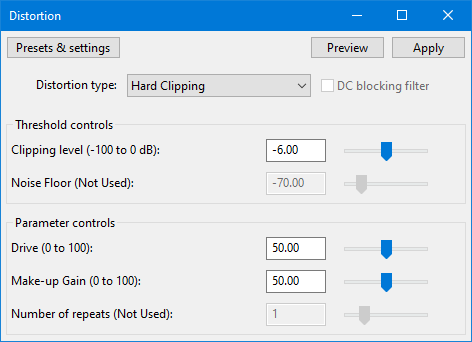 Distortion
Presets & settings Preview Apply
Distortion type: Hard Clipping DC blocking filter
Threshold controls
Clipping level (-100 to 0 dB): -6.00
Noise Floor (Not Used): -70.00
Parameter controls
Drive (0 to 100): 50.00
Make-up Gain (0 to 100): 50.00
Number of repeats (Not Used): 1